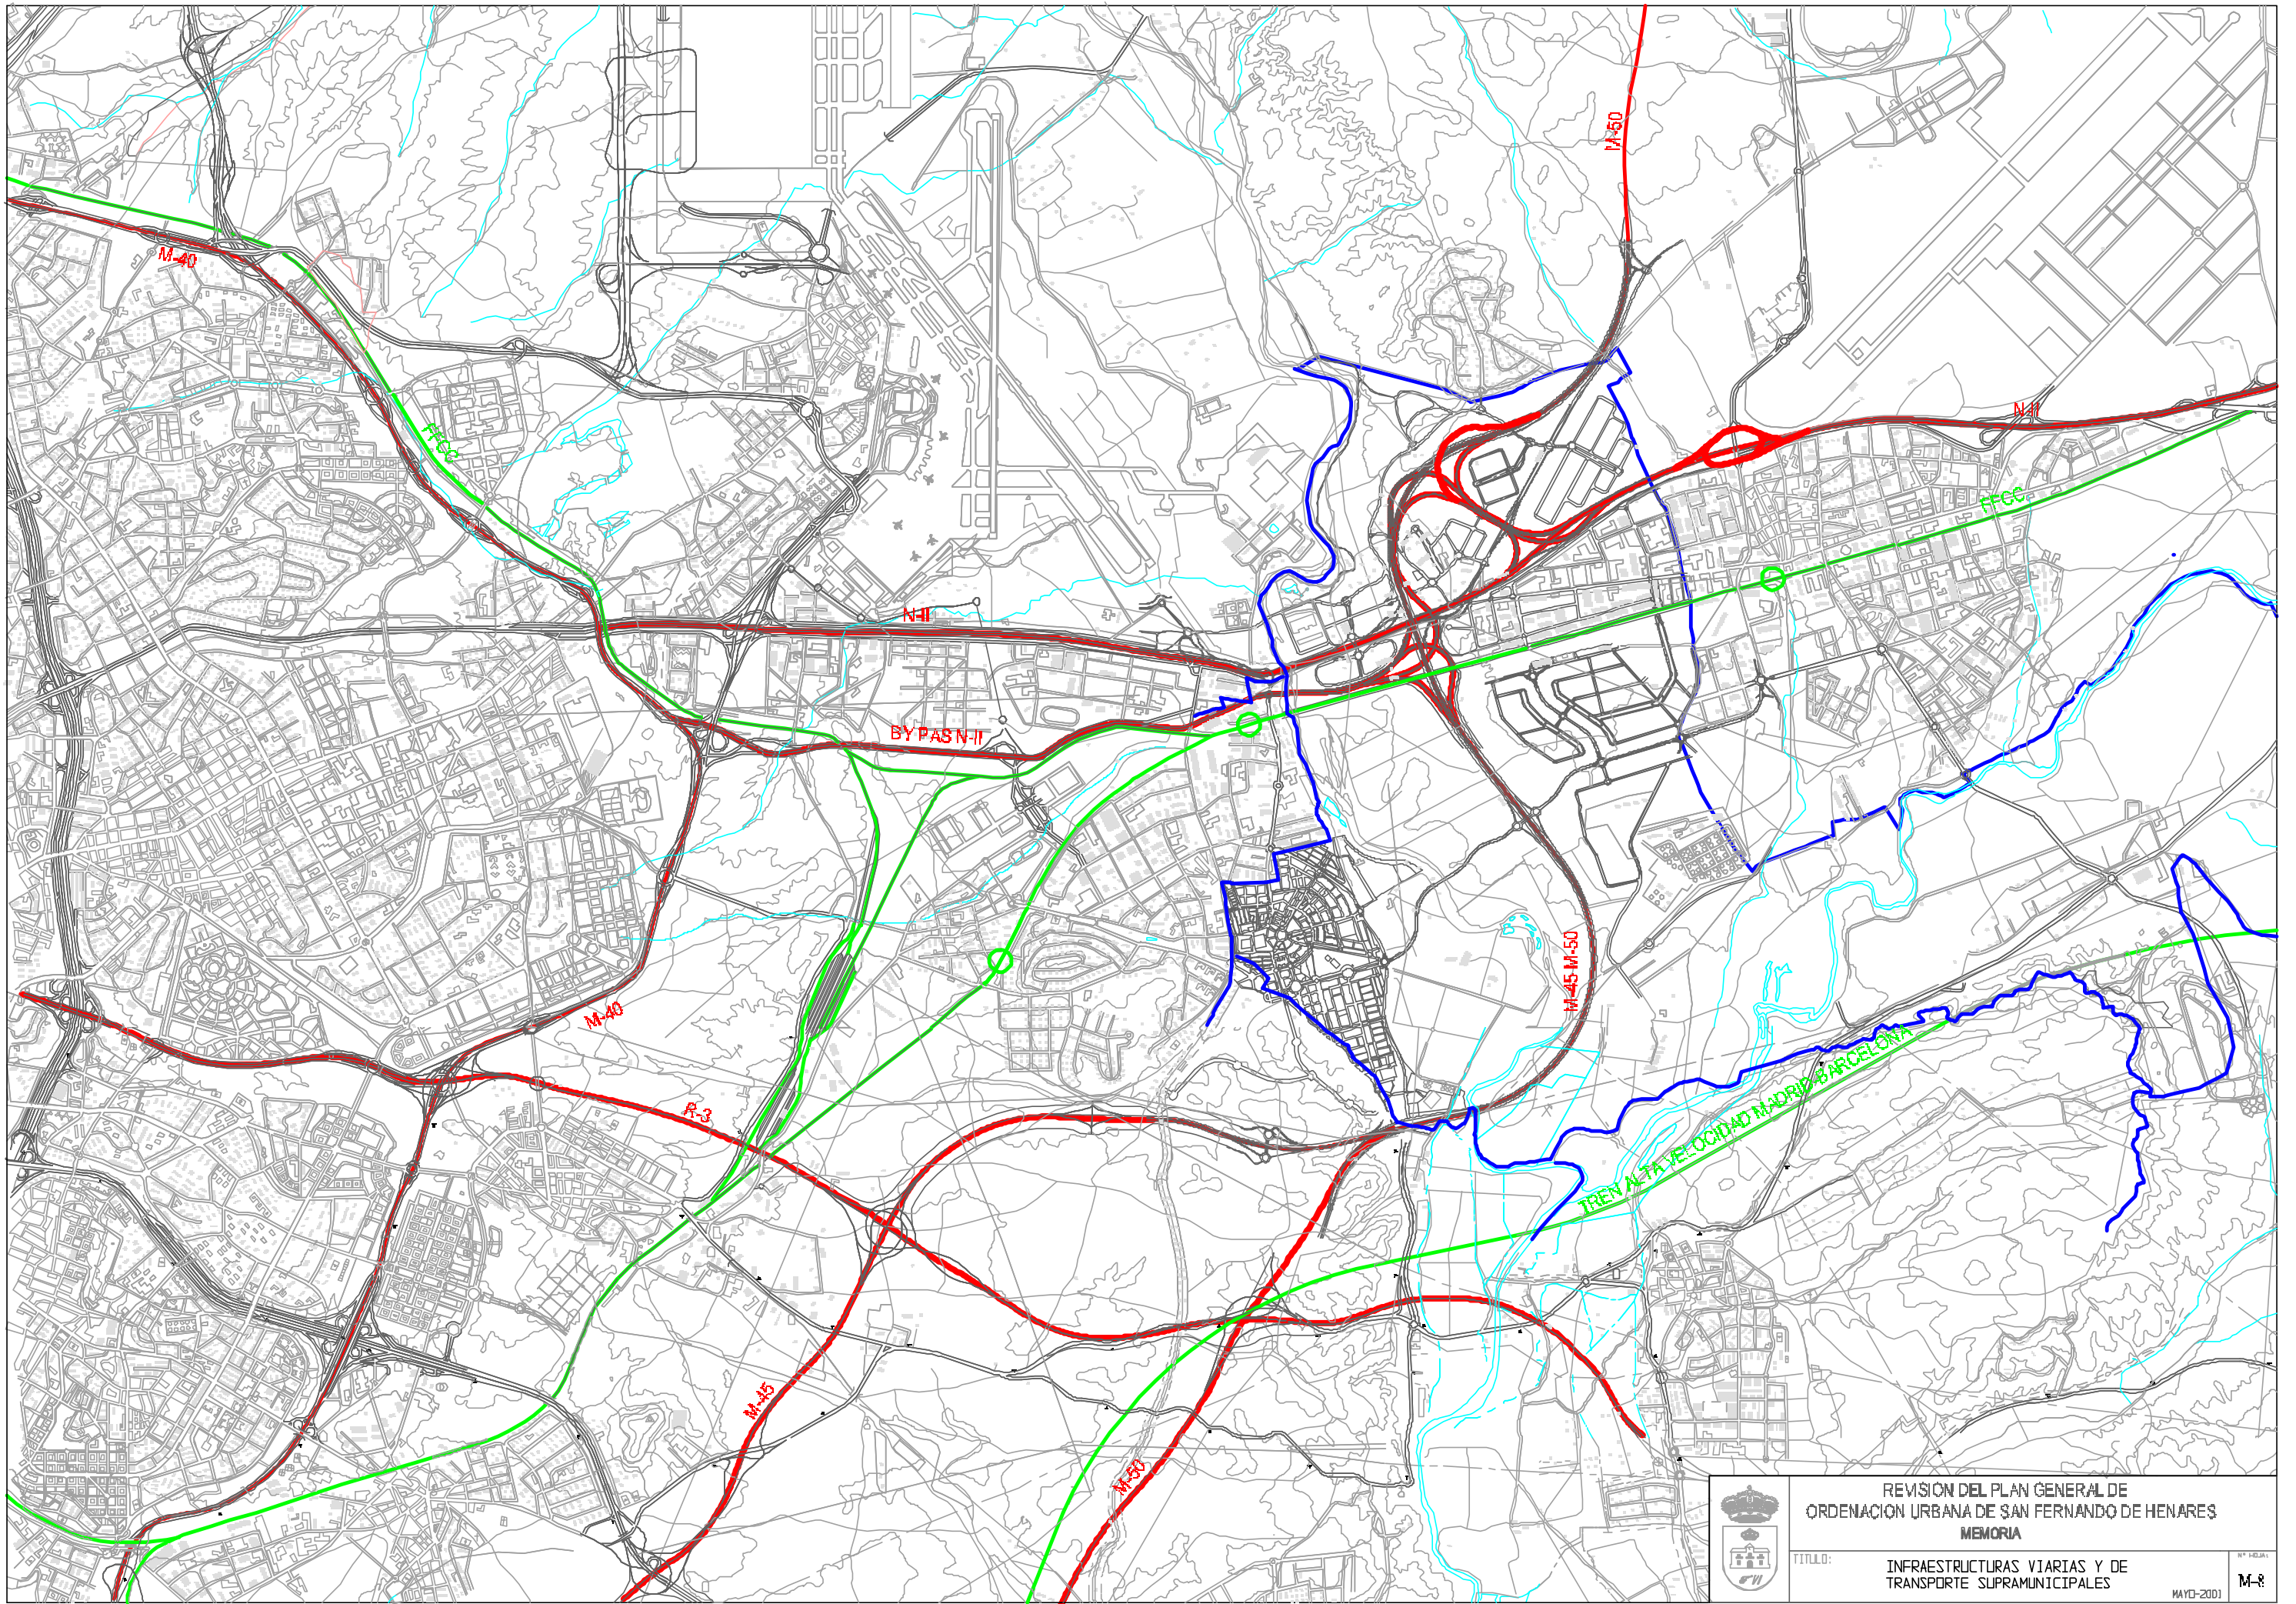 M-50
M-40
N-II
FFCC
FFCC
N-II
BY PAS N-II
M-45 M-50
M-40
TREN ALTA VELOCIDAD MADRID-BARCELONA
R-3
M-45
M-50
REVISION DEL PLAN GENERAL DE
ORDENACION URBANA DE SAN FERNANDO DE HENARES
MEMORIA
TITULO:
INFRAESTRUCTURAS VIARIAS Y DE
TRANSPORTE SUPRAMUNICIPALES
MAYO-2001
Nº HOJA:
M-8